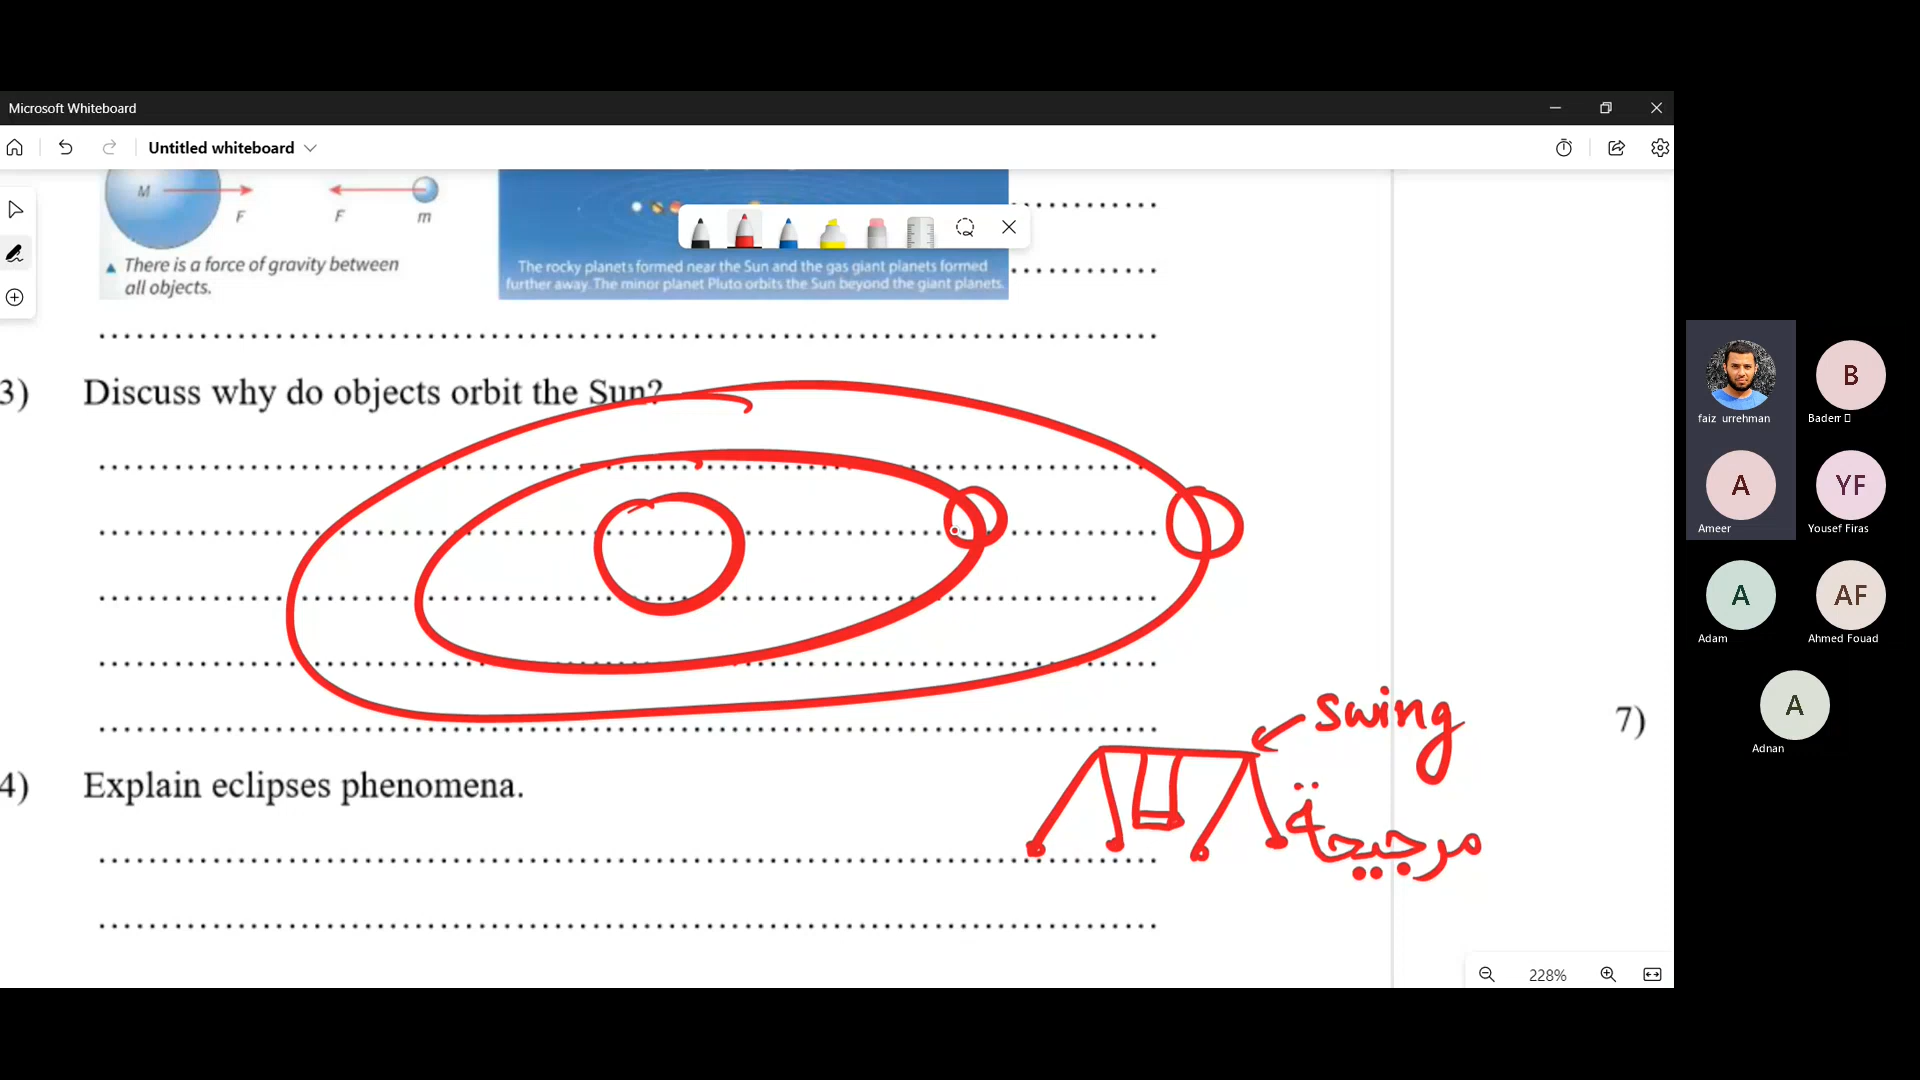 Microsoft Whiteboard
Untitled whiteboard
M
F
F
m
▲ There is a force of gravity between
all objects.
The rocky planets formed near the Sun and the gas giant planets formed
further away. The minor planet Pluto orbits the Sun beyond the giant planets.
3) Discuss why do objects orbit the Sun?
swing
7)
4) Explain eclipses phenomena.
مرجيحة
228%
faiz urrehman
B
Baderr
A
Ameer
YF
Yousef Firas
A
Adam
AF
Ahmed Fouad
A
Adnan